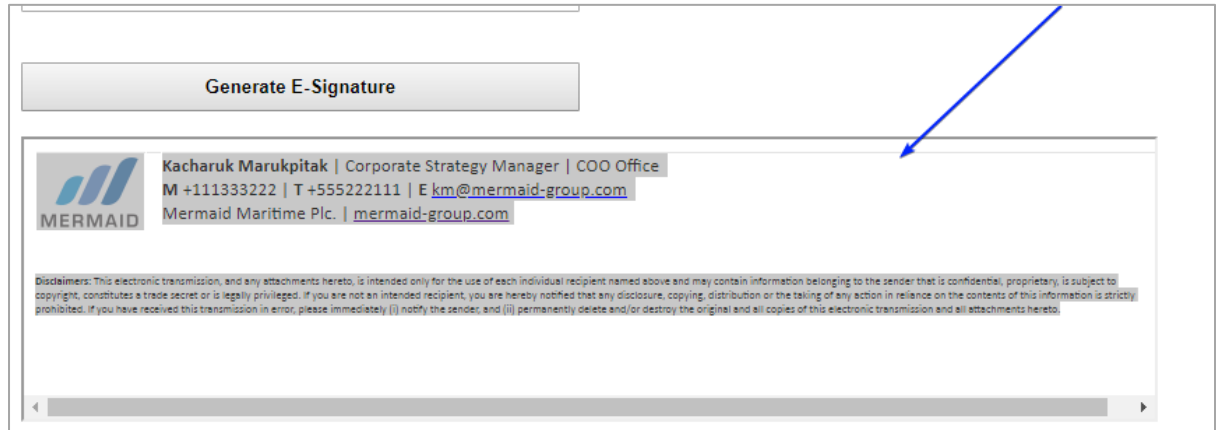 Generate E-Signature
Kacharuk Marukpitak | Corporate Strategy Manager | COO Office
M +111333222 | T +555222111 | E km@mermaid-group.com
Mermaid Maritime Plc. | mermaid-group.com
MERMAID
Disclaimers: This electronic transmission, and any attachments hereto, is intended only for the use of each individual recipient named above and may contain information belonging to the sender that is confidential, proprietary, is subject to
copyright, constitutes a trade secret or is legally privileged. If you are not an intended recipient, you are hereby notified that any disclosure, copying, distribution or the taking of any action in reliance on the contents of this information is strictly
prohibited. If you have received this transmission in error, please immediately (i) notify the sender, and (ii) permanently delete and/or destroy the original and all copies of this electronic transmission and all attachments hereto.